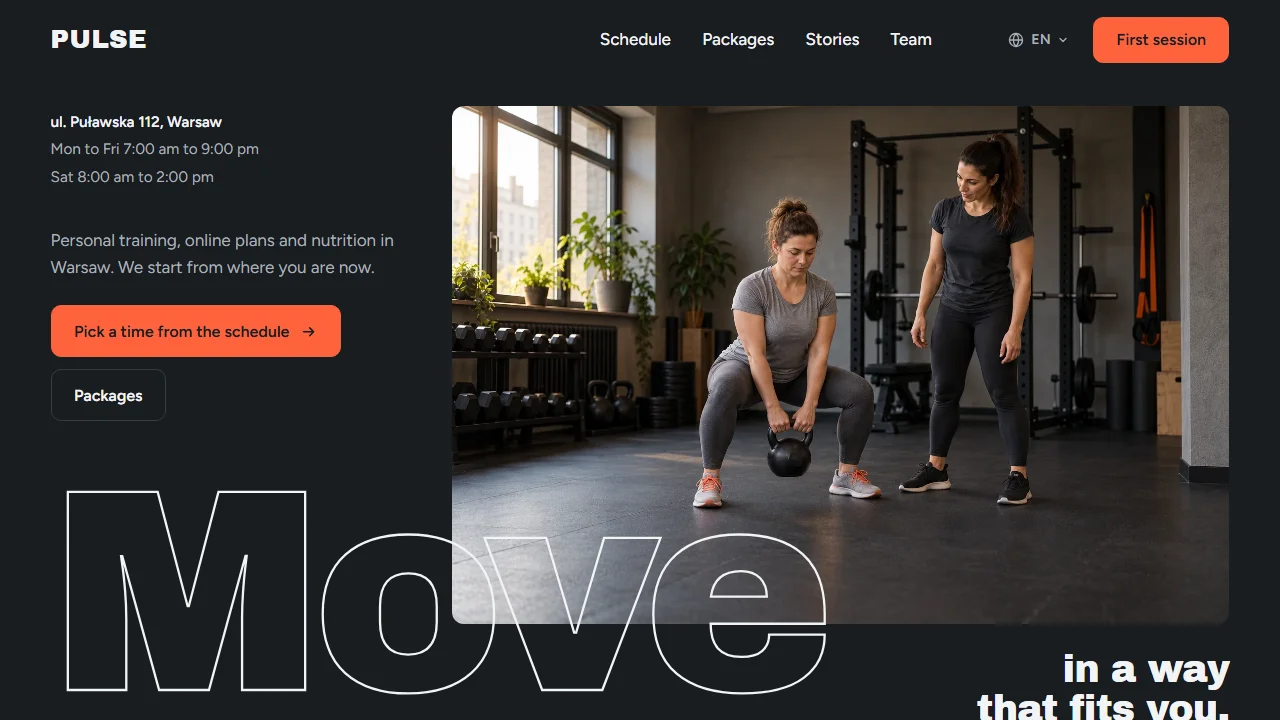 PULSE
Schedule
Packages
Stories
Team
EN
First session
ul. Puławska 112, Warsaw
Mon to Fri 7:00 am to 9:00 pm
Sat 8:00 am to 2:00 pm
Personal training, online plans and nutrition in
Warsaw. We start from where you are now.
Pick a time from the schedule →
Packages
Move
in a way
that fits you.